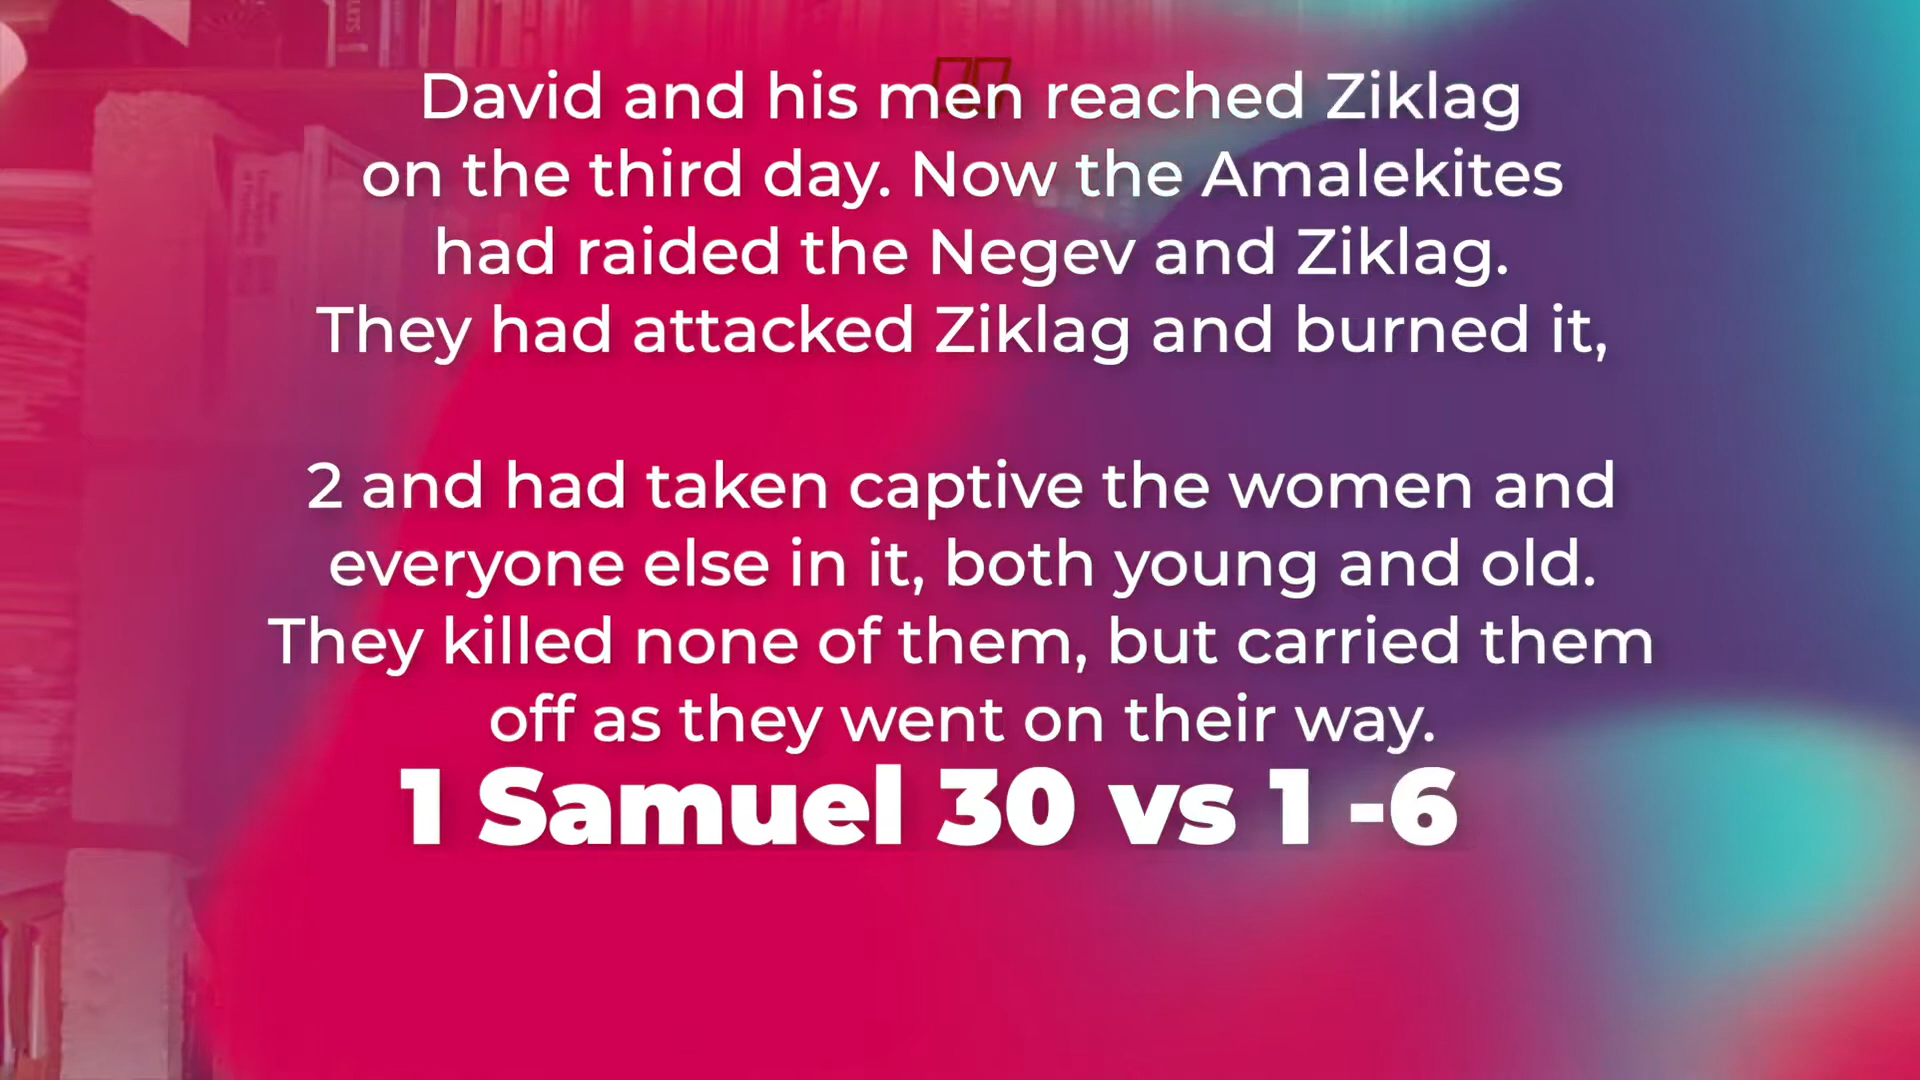 David and his men reached Ziklag
on the third day. Now the Amalekites
had raided the Negev and Ziklag.
They had attacked Ziklag and burned it,
2 and had taken captive the women and
everyone else in it, both young and old.
They killed none of them, but carried them
off as they went on their way.
1 Samuel 30 vs 1 -6